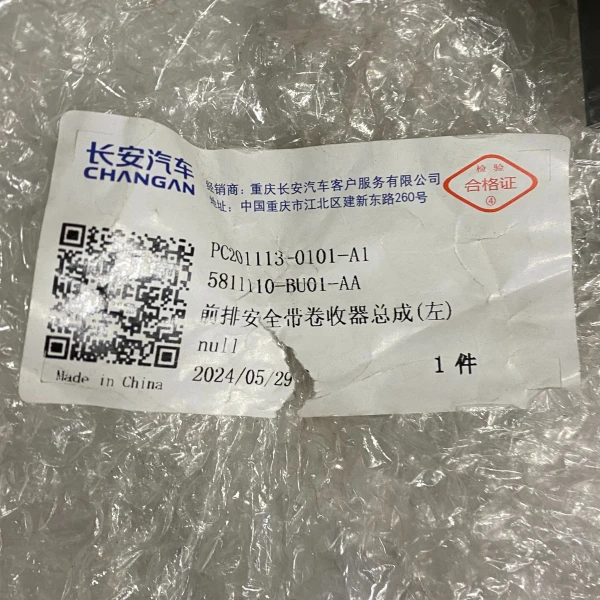 长安汽车
CHANGAN
经销商：重庆长安汽车客户服务有限公司
地址：中国重庆市江北区建新东路260号
检验
合格证
④
PC201113-0101-A1
5811110-BU01-AA
前排安全带卷收器总成(左)
null
1 件
Made in China
2024/05/29